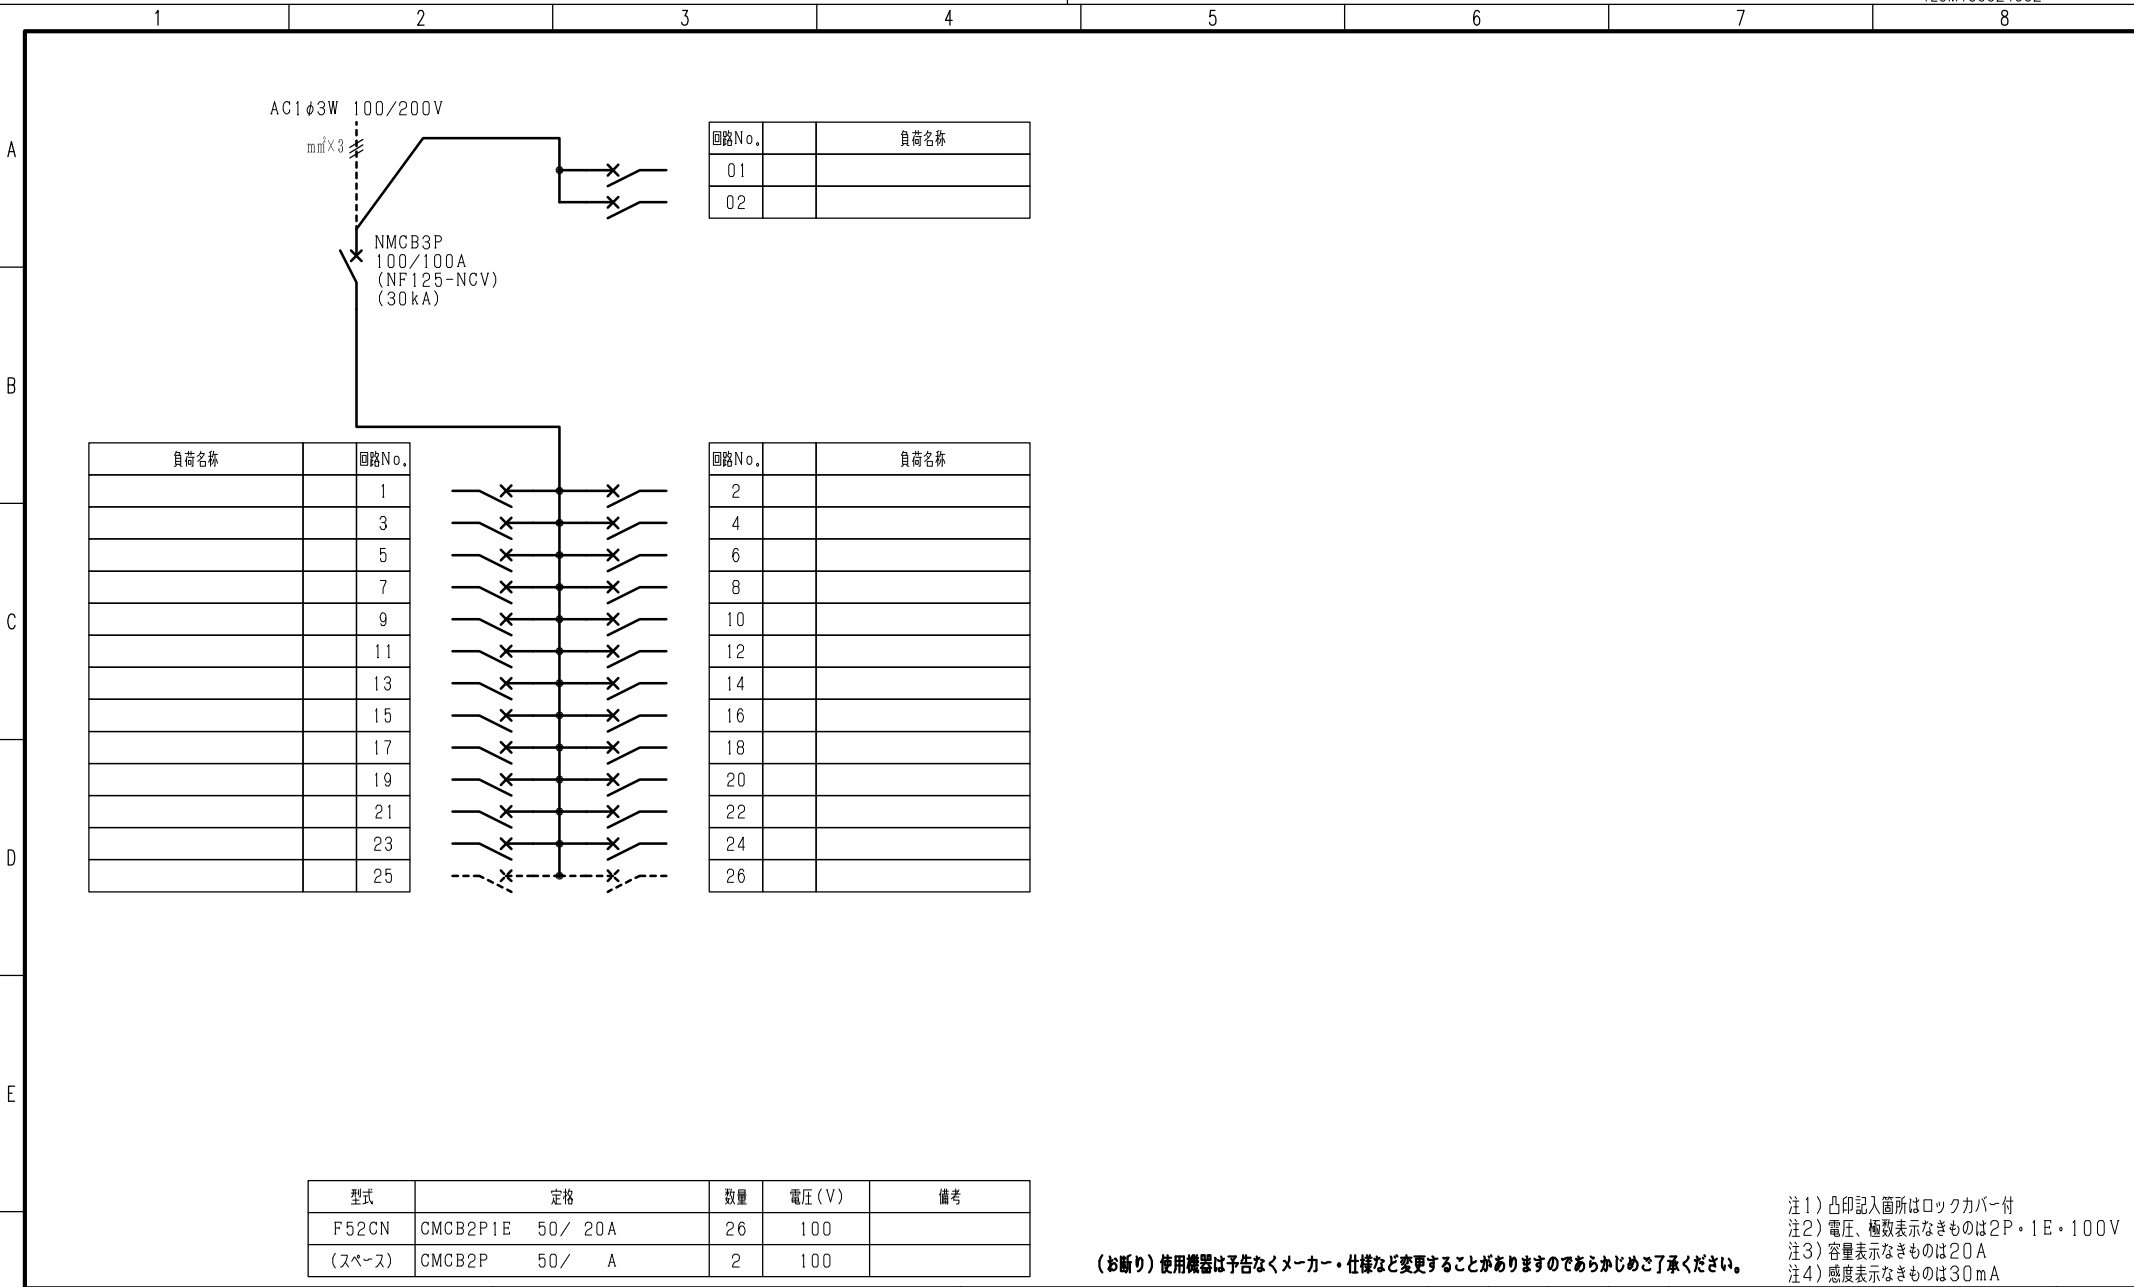 1 2 3 4 5 6 7 8
AC1φ3W 100/200V
mm²×3
A
回路No. 負荷名称
01
02
NMCB3P
100/100A
(NF125-NCV)
(30kA)
B
負荷名称 回路No. 回路No. 負荷名称
1 2
3 4
5 6
7 8
9 10
C
11 12
13 14
15 16
17 18
19 20
21 22
23 24
D
25 26
E
型式 定格 数量 電圧(V) 備考
F52CN CMCB2P1E 50/ 20A 26 100
(スペース) CMCB2P 50/ A 2 100
(お断り)使用機器は予告なくメーカー・仕様など変更することがありますのであらかじめご了承ください。
注1)凸印記入箇所はロックカバー付
注2)電圧、極数表示なきものは2P・1E・100V
注3)容量表示なきものは20A
注4)感度表示なきものは30mA